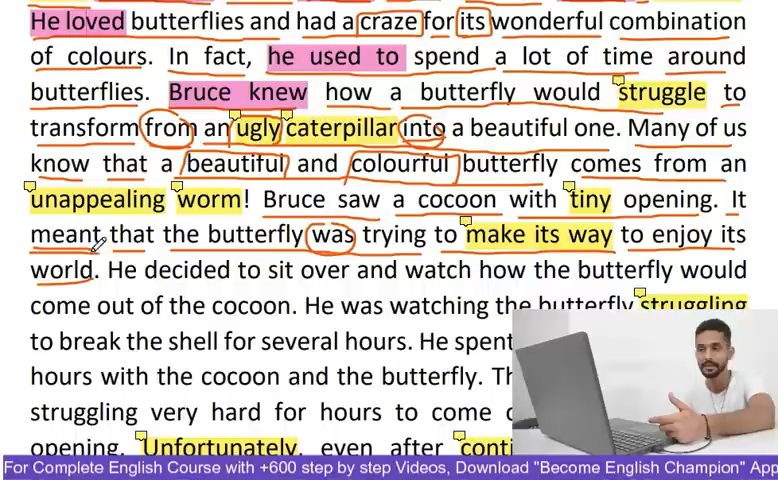 He loved butterflies and had a craze for its wonderful combination
of colours. In fact, he used to spend a lot of time around
butterflies. Bruce knew how a butterfly would struggle to
transform from an ugly caterpillar into a beautiful one. Many of us
know that a beautiful and colourful butterfly comes from an
unappealing worm! Bruce saw a cocoon with tiny opening. It
meant that the butterfly was trying to make its way to enjoy its
world. He decided to sit over and watch how the butterfly would
come out of the cocoon. He was watching the butterfly struggling
to break the shell for several hours. He spent
hours with the cocoon and the butterfly.
struggling very hard for hours to come
opening. Unfortunately, even after
For Complete English Course with +600 step by step Videos, Download "Become English Champion" App